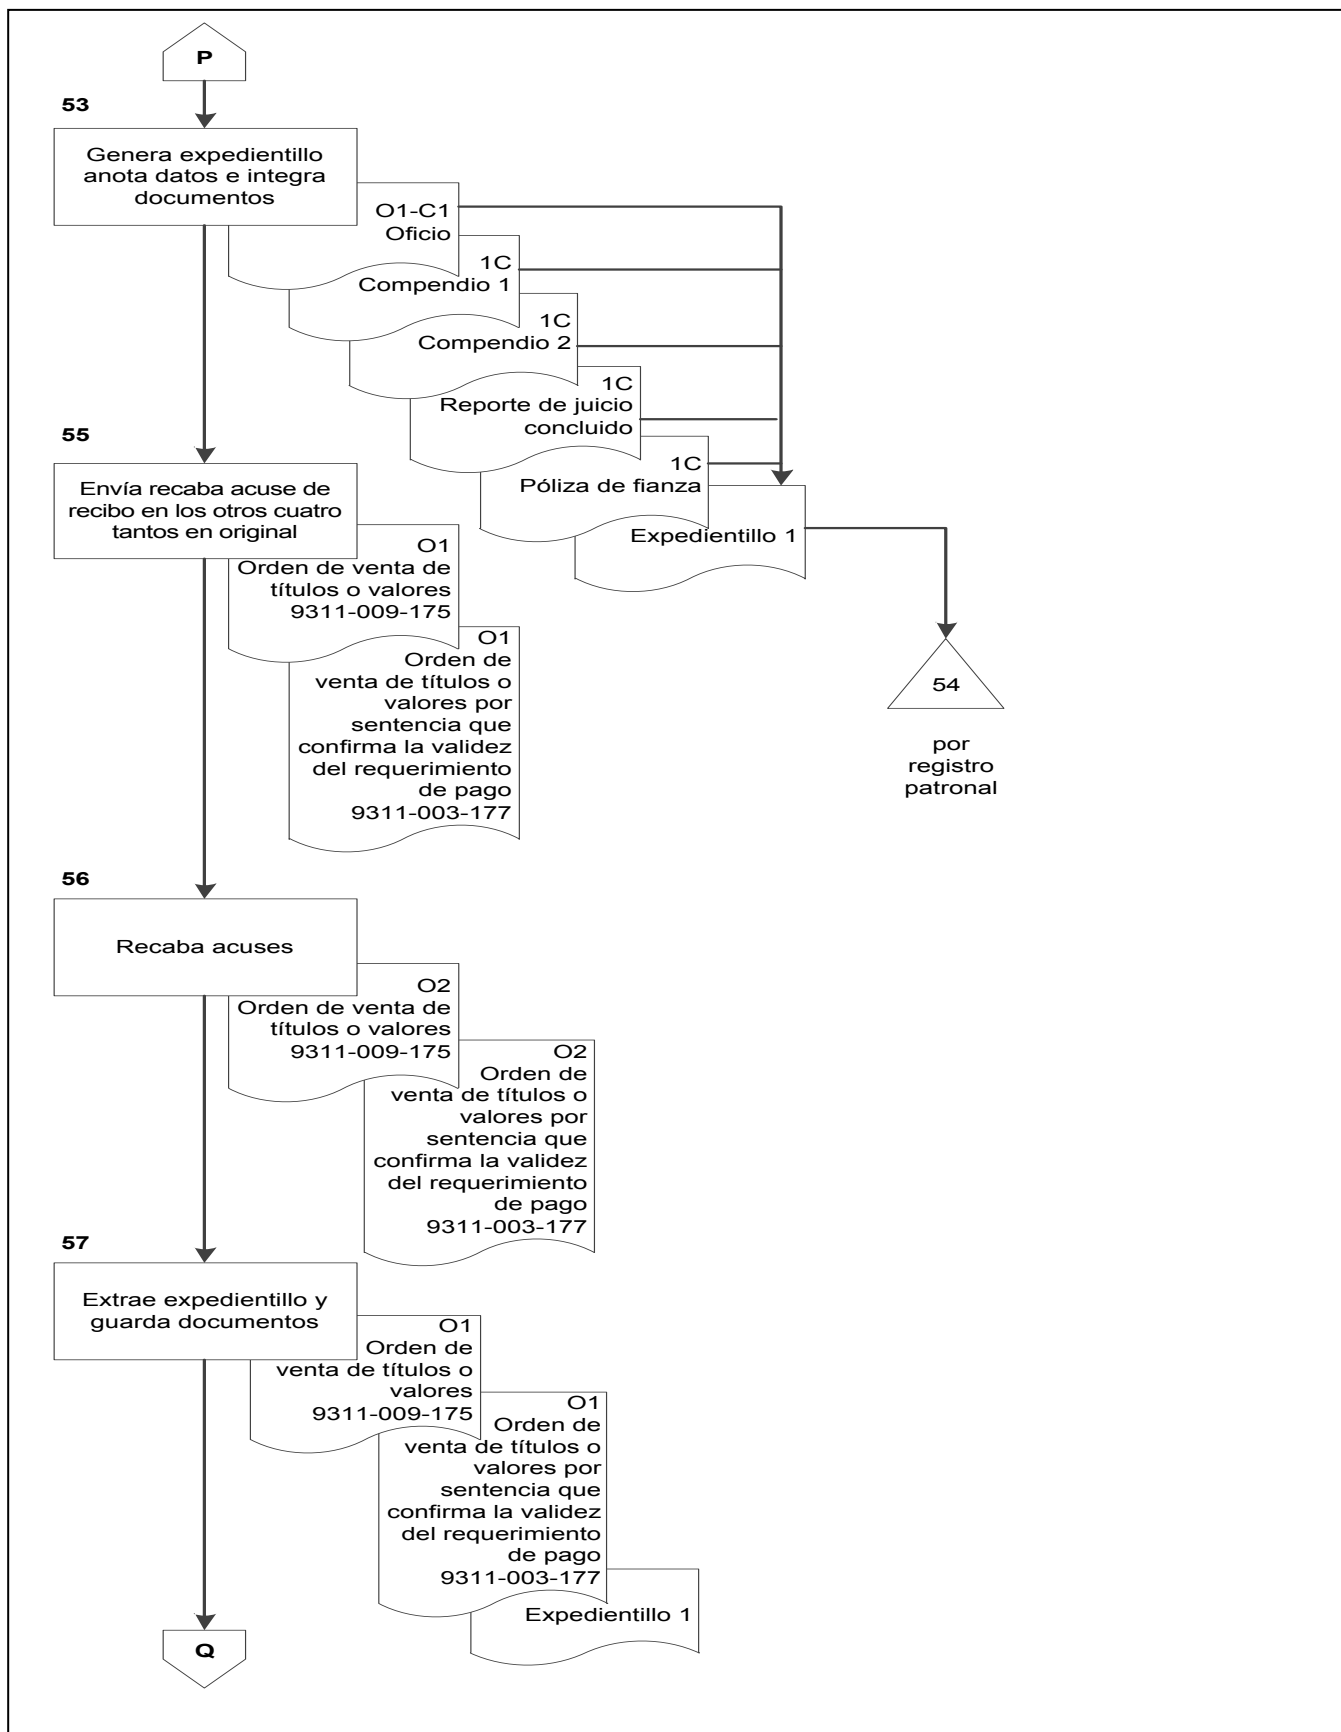 P
53
Genera expedientillo
anota datos e integra
documentos
O1-C1
Oficio
1C
Compendio 1
1C
Compendio 2
1C
Reporte de juicio
concluido
1C
Póliza de fianza
Expedientillo 1
54
por
registro
patronal
55
Envía recaba acuse de
recibo en los otros cuatro
tantos en original
O1
Orden de venta de
títulos o valores
9311-009-175
O1
Orden de
venta de títulos o
valores por
sentencia que
confirma la validez
del requerimiento
de pago
9311-003-177
56
Recaba acuses
O2
Orden de venta de
títulos o valores
9311-009-175
O2
Orden de
venta de títulos o
valores por
sentencia que
confirma la validez
del requerimiento
de pago
9311-003-177
57
Extrae expedientillo y
guarda documentos
O1
Orden de
venta de títulos o
valores
9311-009-175
O1
Orden de
venta de títulos o
valores por
sentencia que
confirma la validez
del requerimiento
de pago
9311-003-177
Expedientillo 1
Q